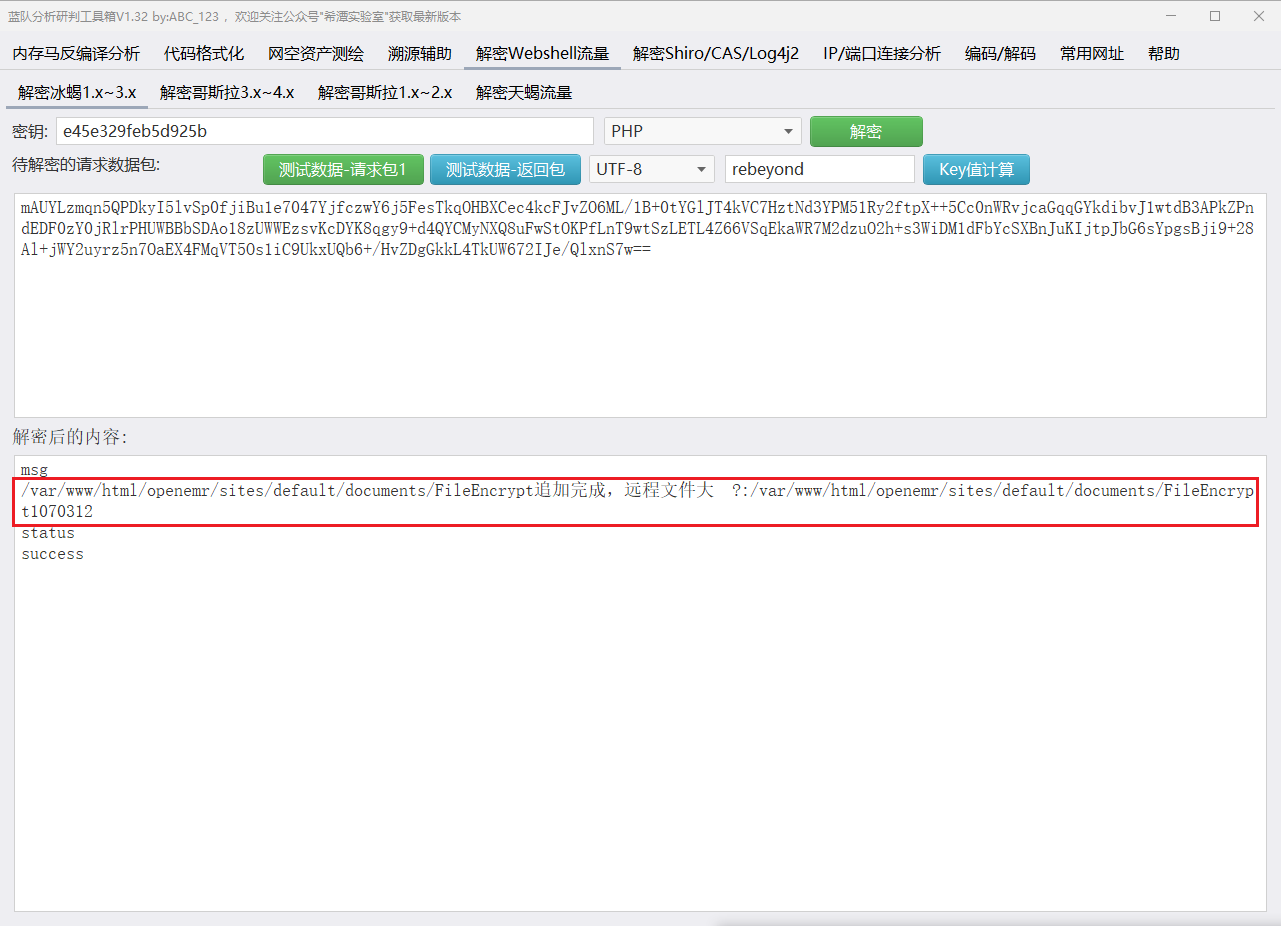 蓝队分析研判工具箱V1.32 by:ABC_123 ，欢迎关注公众号"希潭实验室"获取最新版本
内存马反编译分析 代码格式化 网空资产测绘 溯源辅助 解密Webshell流量 解密Shiro/CAS/Log4j2 IP/端口连接分析 编码/解码 常用网址 帮助
解密冰蝎1.x~3.x 解密哥斯拉3.x~4.x 解密哥斯拉1.x~2.x 解密天蝎流量
密钥: e45e329feb5d925b PHP 解密
待解密的请求数据包: 测试数据-请求包1 测试数据-返回包 UTF-8 rebeyond Key值计算
mAUYLzmqn5QPDkyI5lvSp0fjiBu1e7047YjfczwY6j5FesTkqOHBXCec4kcFJvZO6ML/1B+0tYGlJT4kVC7HztNd3YPM51Ry2ftpX++5Cc0nWRvjcaGqqGYkdibvJ1wtdB3APkZPn
dEDF0zY0jRlrPHUWBBbSDAo18zUWWEzsvKcDYK8qgy9+d4QYCMyNXQ8uFwStOKPfLnT9wtSzLETL4Z66VSqEkaWR7M2dzuO2h+s3WiDM1dFbYcSXBnJuKIjtpJbG6sYpgsBji9+28
Al+jWY2uyrz5n7OaEX4FMqVT5Os1iC9UkxUQb6+/HvZDgGkkL4TkUW672IJe/QlxnS7w==
解密后的内容:
msg
/var/www/html/openemr/sites/default/documents/FileEncrypt追加完成，远程文件大 ?:/var/www/html/openemr/sites/default/documents/FileEncryp
t1070312
status
success